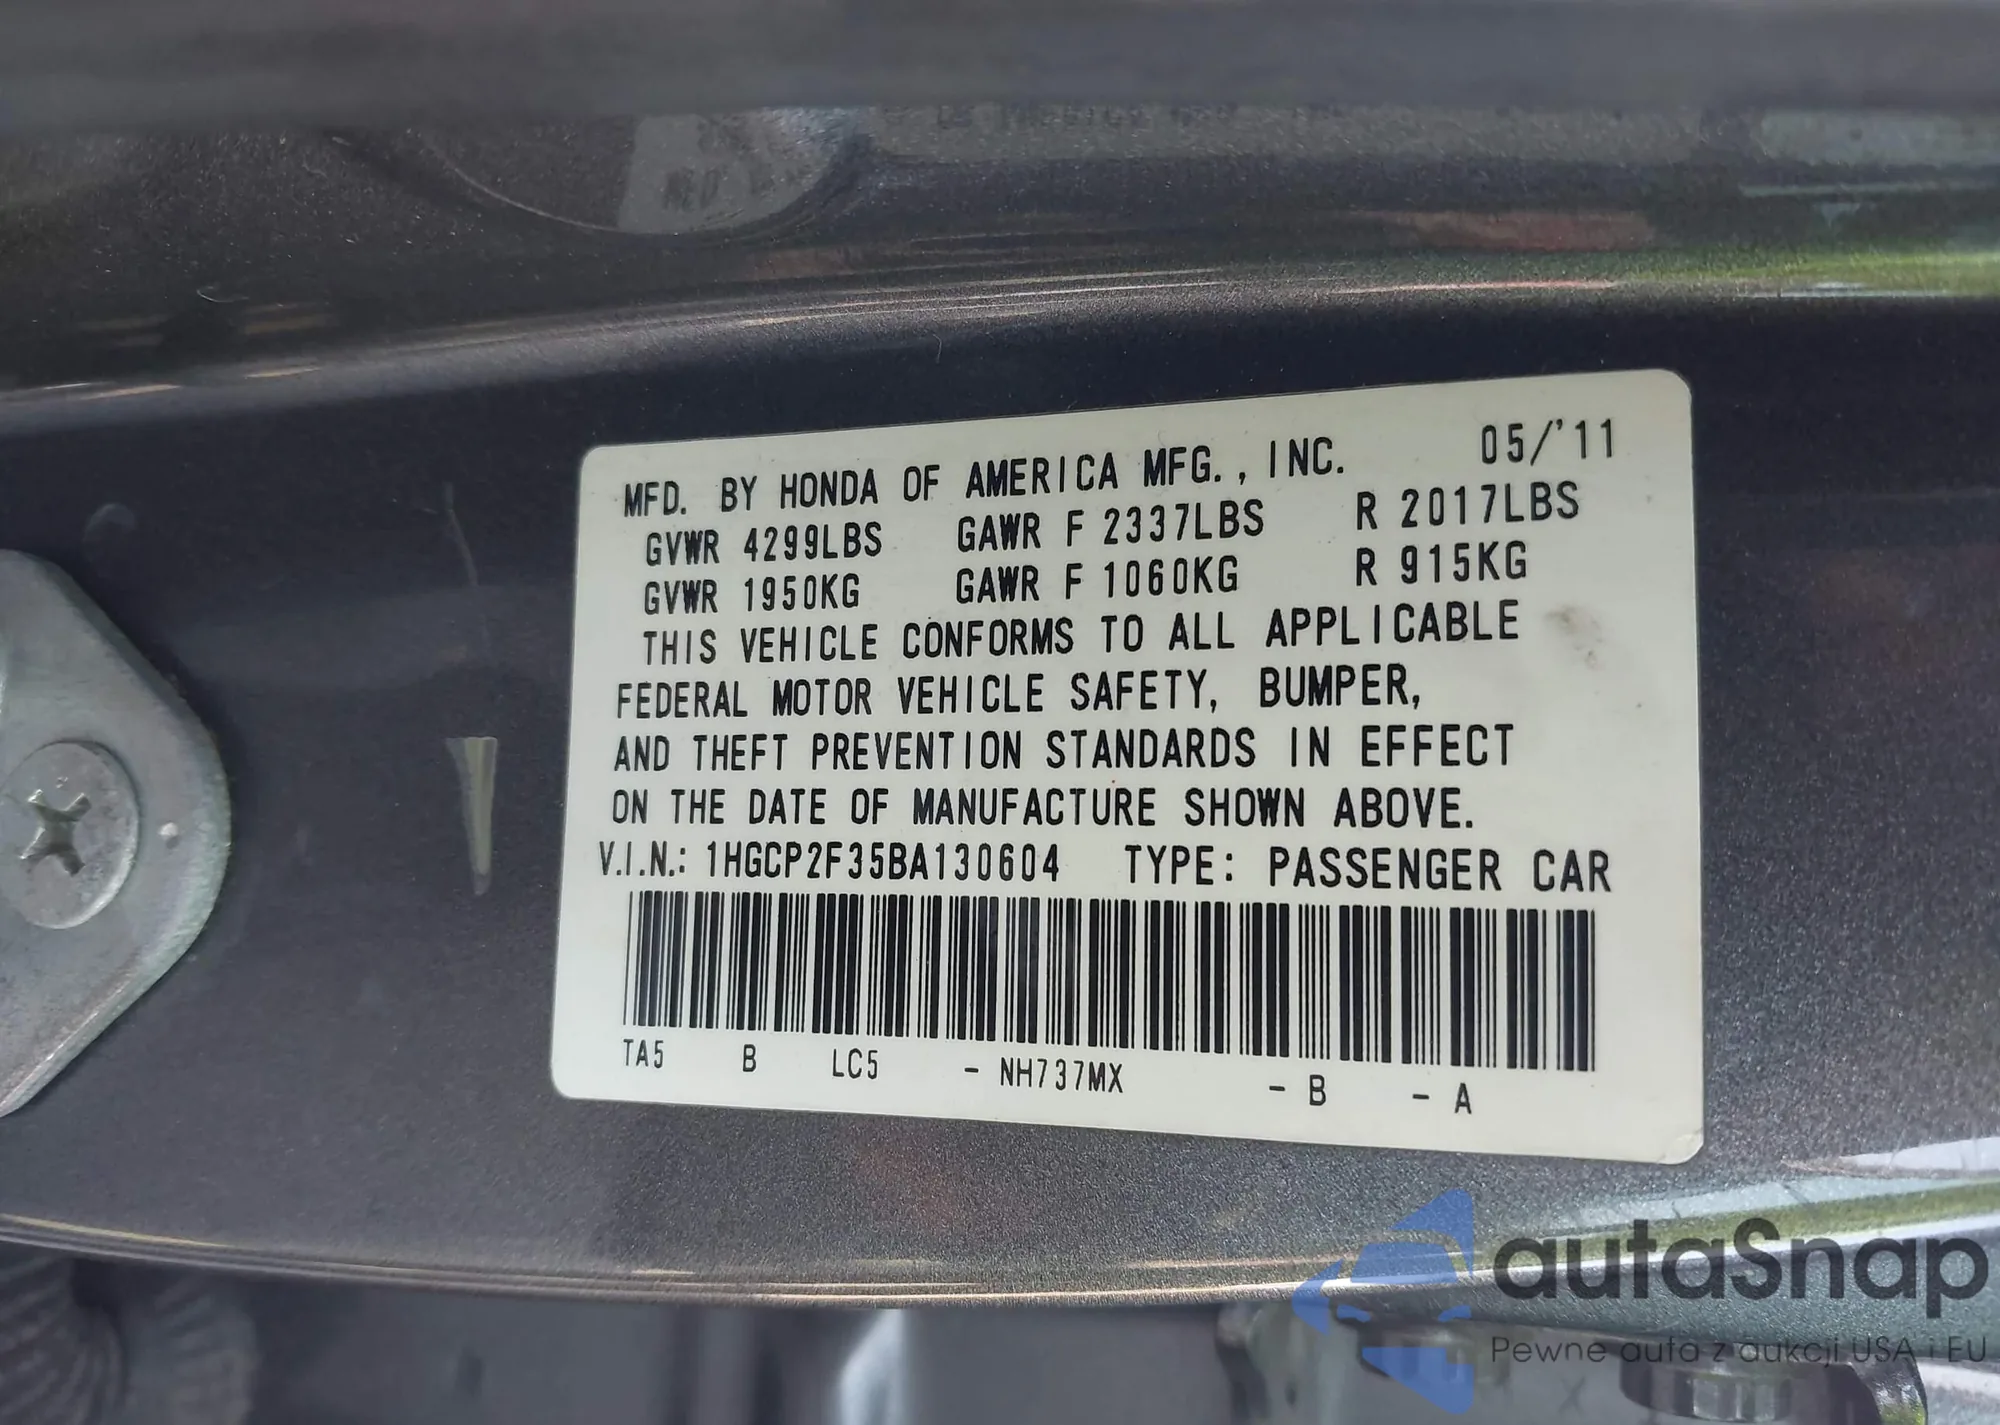 MFD. BY HONDA OF AMERICA MFG., INC. 05/'11
GVWR 4299LBS GAWR F 2337LBS R 2017LBS
GVWR 1950KG GAWR F 1060KG R 915KG
THIS VEHICLE CONFORMS TO ALL APPLICABLE
FEDERAL MOTOR VEHICLE SAFETY, BUMPER,
AND THEFT PREVENTION STANDARDS IN EFFECT
ON THE DATE OF MANUFACTURE SHOWN ABOVE.
V.I.N.: 1HGCP2F35BA130604 TYPE: PASSENGER CAR
TA5 B LC5 - NH737MX - B - A
autaSnap
Pewne auta z aukcji USA i EU